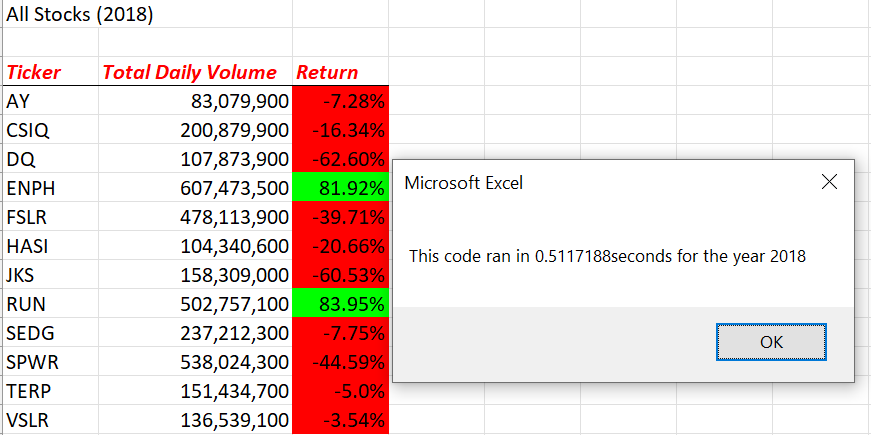 All Stocks (2018)
Ticker Total Daily Volume Return
AY 83,079,900 -7.28%
CSIQ 200,879,900 -16.34%
DQ 107,873,900 -62.60%
ENPH 607,473,500 81.92%
FSLR 478,113,900 -39.71%
HASI 104,340,600 -20.66%
JKS 158,309,000 -60.53%
RUN 502,757,100 83.95%
SEDG 237,212,300 -7.75%
SPWR 538,024,300 -44.59%
TERP 151,434,700 -5.0%
VSLR 136,539,100 -3.54%
Microsoft Excel
This code ran in 0.5117188seconds for the year 2018
OK